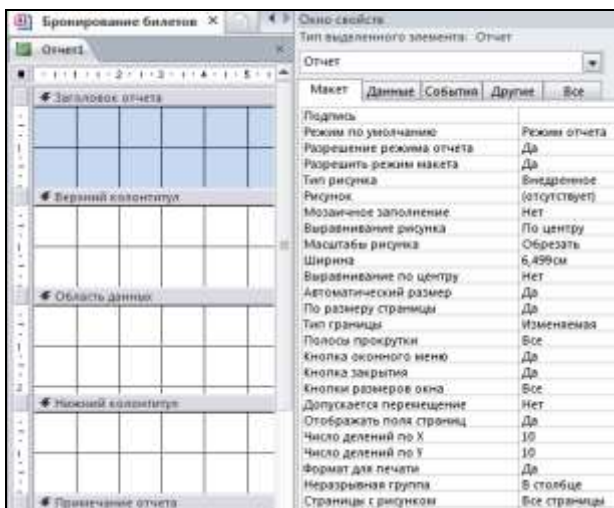 Бронирование билетов
Отчет1
1 2 3 4 5
Заголовок отчета
Верхний колонтитул
Область данных
Нижний колонтитул
Примечание отчета
Окно свойств
Тип выделенного элемента: Отчет
Отчет
Макет Данные События Другие Все
Подпись
Режим по умолчанию Режим отчета
Разрешение режима отчета Да
Разрешить режим макета Да
Тип рисунка Внедренное
Рисунок (отсутствует)
Мозаичное заполнение Нет
Выравнивание рисунка По центру
Масштабы рисунка Обрезать
Ширина 6,499см
Выравнивание по центру Нет
Автоматический размер Да
По размеру страницы Да
Тип границы Изменяемая
Полосы прокрутки Все
Кнопка оконного меню Да
Кнопка закрытия Да
Кнопки размеров окна Все
Допускается перемещение Нет
Отображать поля страниц Да
Число делений по X 10
Число делений по Y 10
Формат для печати Да
Неразрывная группа В столбце
Страницы с рисунком Все страницы